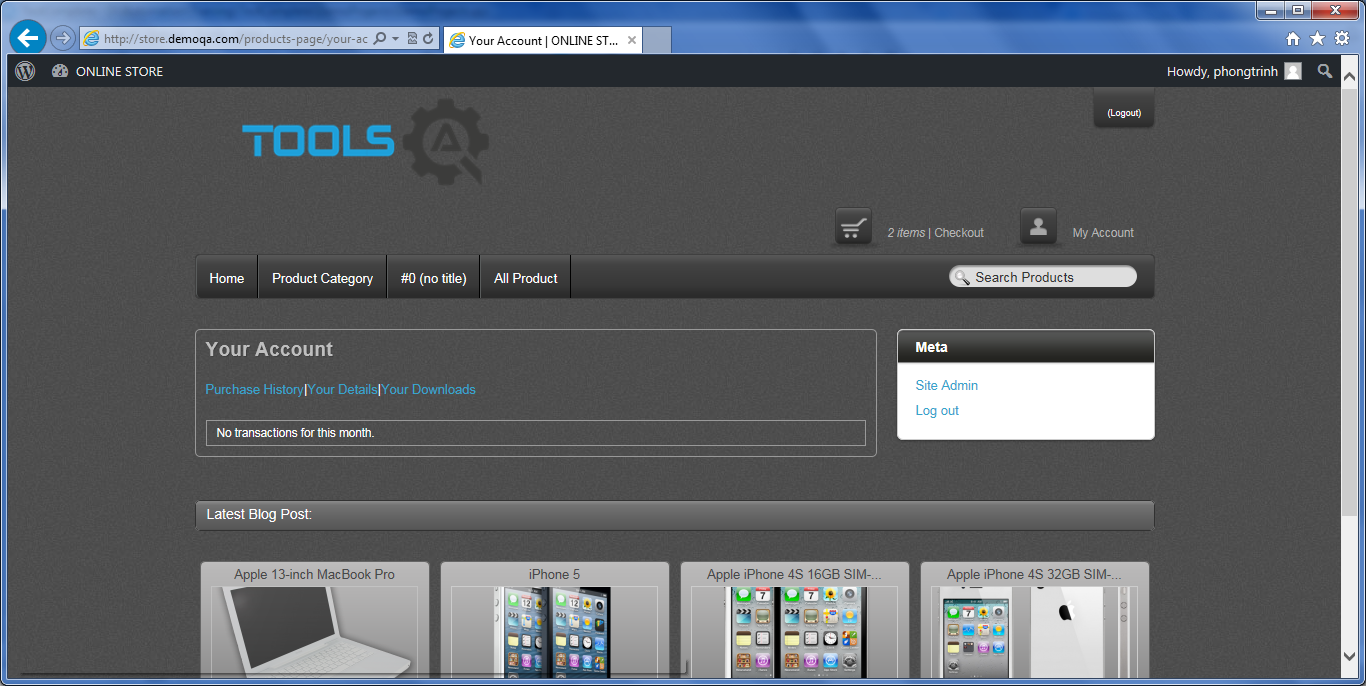 http://store.demoqa.com/products-page/your-ac
Your Account | ONLINE ST...
ONLINE STORE
Howdy, phongtrinh
(Logout)
TOOLS
2 items | Checkout
My Account
Home
Product Category
#0 (no title)
All Product
Search Products
Your Account
Purchase History|Your Details|Your Downloads
No transactions for this month.
Meta
Site Admin
Log out
Latest Blog Post:
Apple 13-inch MacBook Pro
iPhone 5
Apple iPhone 4S 16GB SIM-...
Apple iPhone 4S 32GB SIM-...